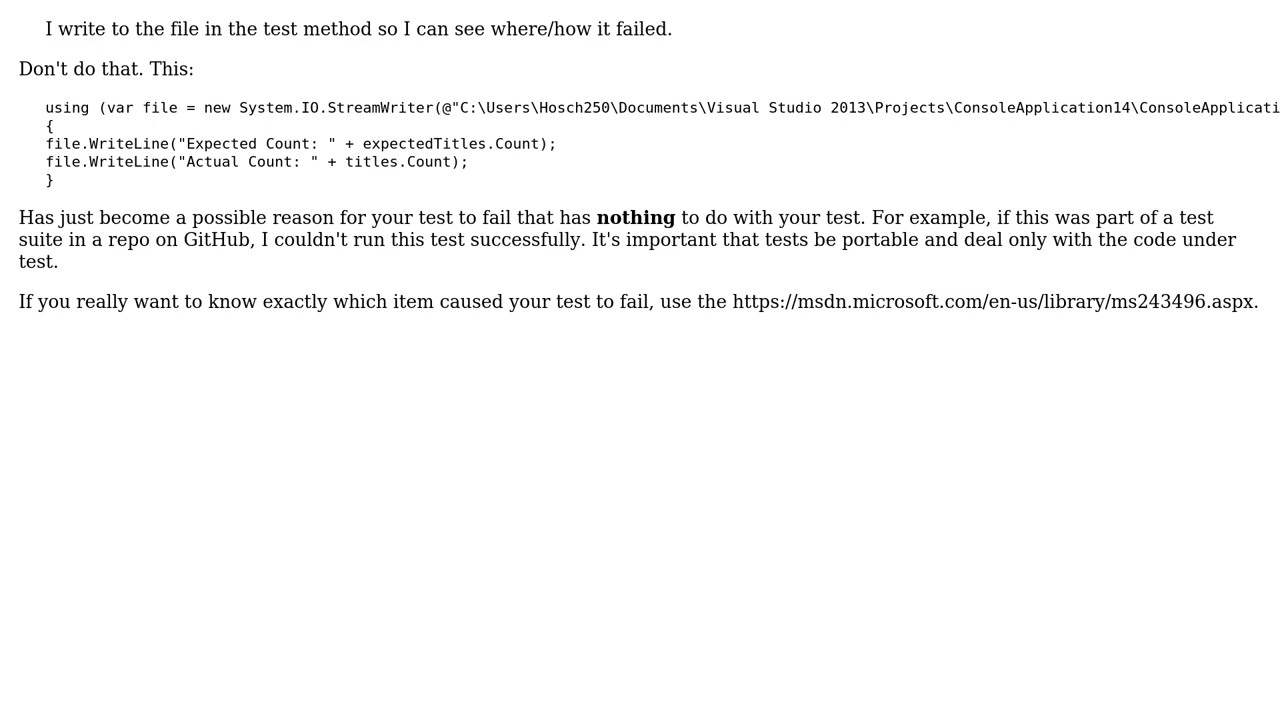 I write to the file in the test method so I can see where/how it failed.
Don't do that. This:
using (var file = new System.IO.StreamWriter(@"C:\Users\Hosch250\Documents\Visual Studio 2013\Projects\ConsoleApplication14\ConsoleApplicati
{
file.WriteLine("Expected Count: " + expectedTitles.Count);
file.WriteLine("Actual Count: " + titles.Count);
}
Has just become a possible reason for your test to fail that has nothing to do with your test. For example, if this was part of a test
suite in a repo on GitHub, I couldn't run this test successfully. It's important that tests be portable and deal only with the code under
test.
If you really want to know exactly which item caused your test to fail, use the https://msdn.microsoft.com/en-us/library/ms243496.aspx.